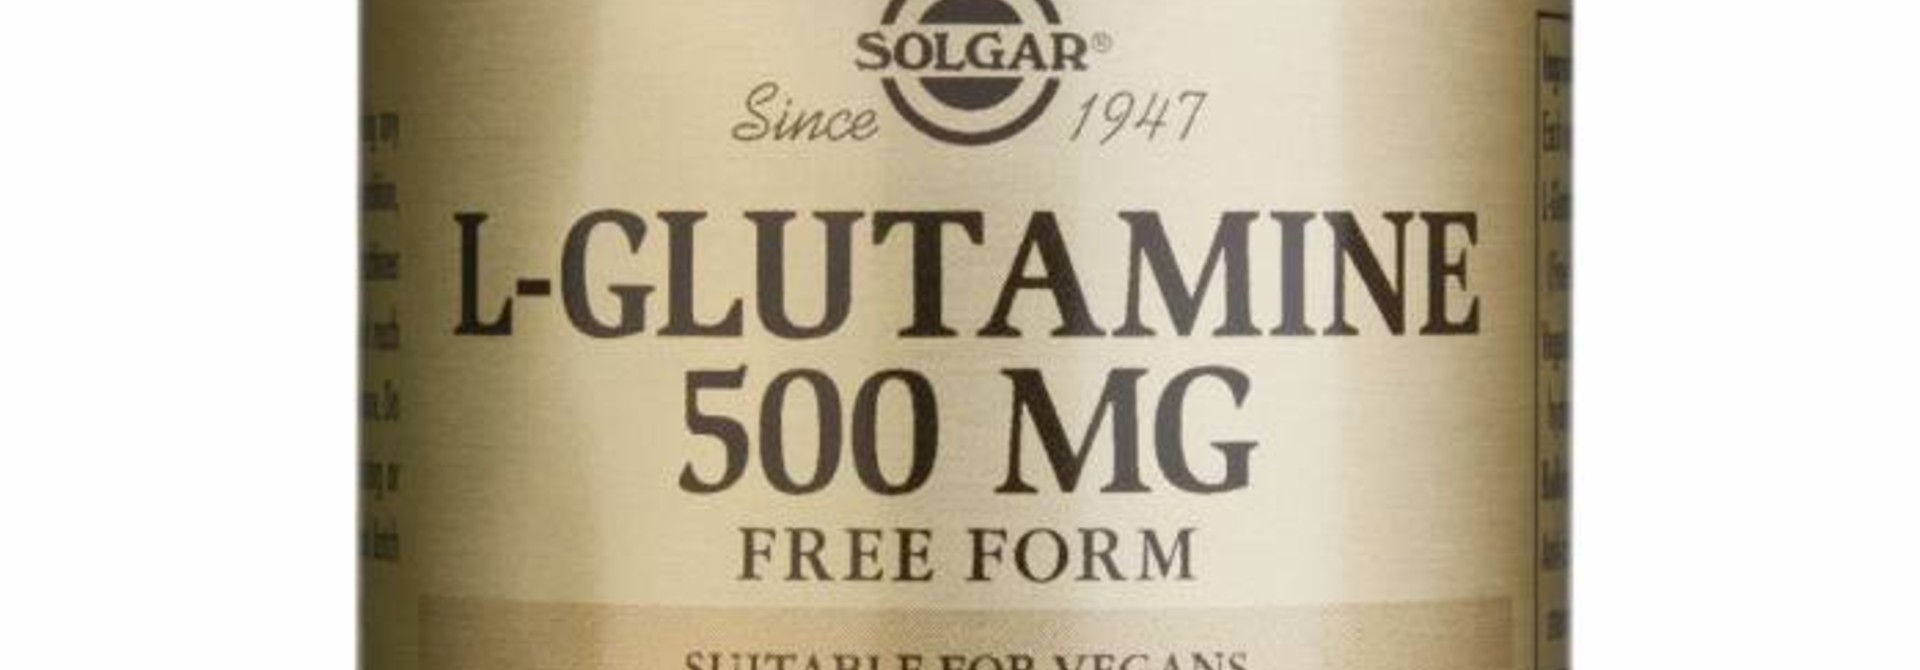 SOLGAR®
Since 1947
L-GLUTAMINE
500 MG
FREE FORM
SUITABLE FOR VEGANS